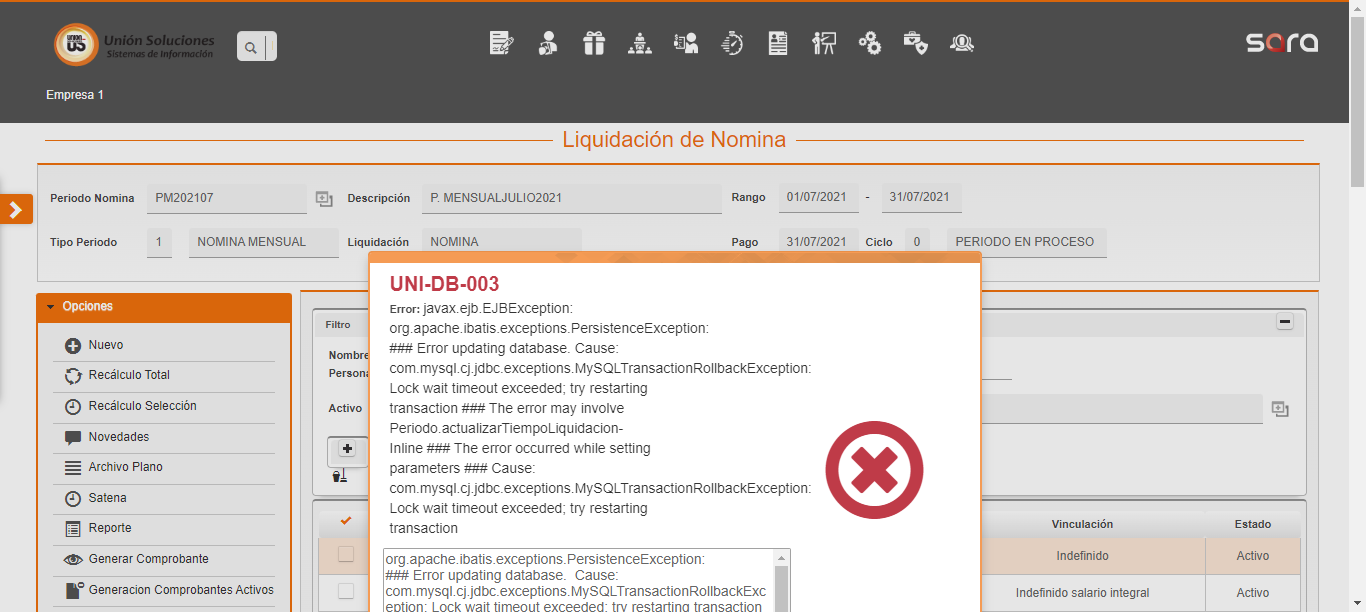 UNION
US
Unión Soluciones
Sistemas de Información
sara
Empresa 1
Liquidación de Nomina
Periodo Nomina PM202107 Descripción P. MENSUALJULIO2021 Rango 01/07/2021 - 31/07/2021
Tipo Periodo 1 NOMINA MENSUAL Liquidación NOMINA Pago 31/07/2021 Ciclo 0 PERIODO EN PROCESO
Opciones
Nuevo
Recálculo Total
Recálculo Selección
Novedades
Archivo Plano
Satena
Reporte
Generar Comprobante
Generacion Comprobantes Activos
Filtro
Nombre
Persona
Activo
UNI-DB-003
Error: javax.ejb.EJBException:
org.apache.ibatis.exceptions.PersistenceException:
### Error updating database. Cause:
com.mysql.cj.jdbc.exceptions.MySQLTransactionRollbackException:
Lock wait timeout exceeded; try restarting
transaction ### The error may involve
Periodo.actualizarTiempoLiquidacion-
Inline ### The error occurred while setting
parameters ### Cause:
com.mysql.cj.jdbc.exceptions.MySQLTransactionRollbackException:
Lock wait timeout exceeded; try restarting
transaction
org.apache.ibatis.exceptions.PersistenceException:
### Error updating database.  Cause:
com.mysql.cj.jdbc.exceptions.MySQLTransactionRollbackExc
eption: Lock wait timeout exceeded; try restarting transaction
Vinculación Estado
Indefinido Activo
Indefinido salario integral Activo